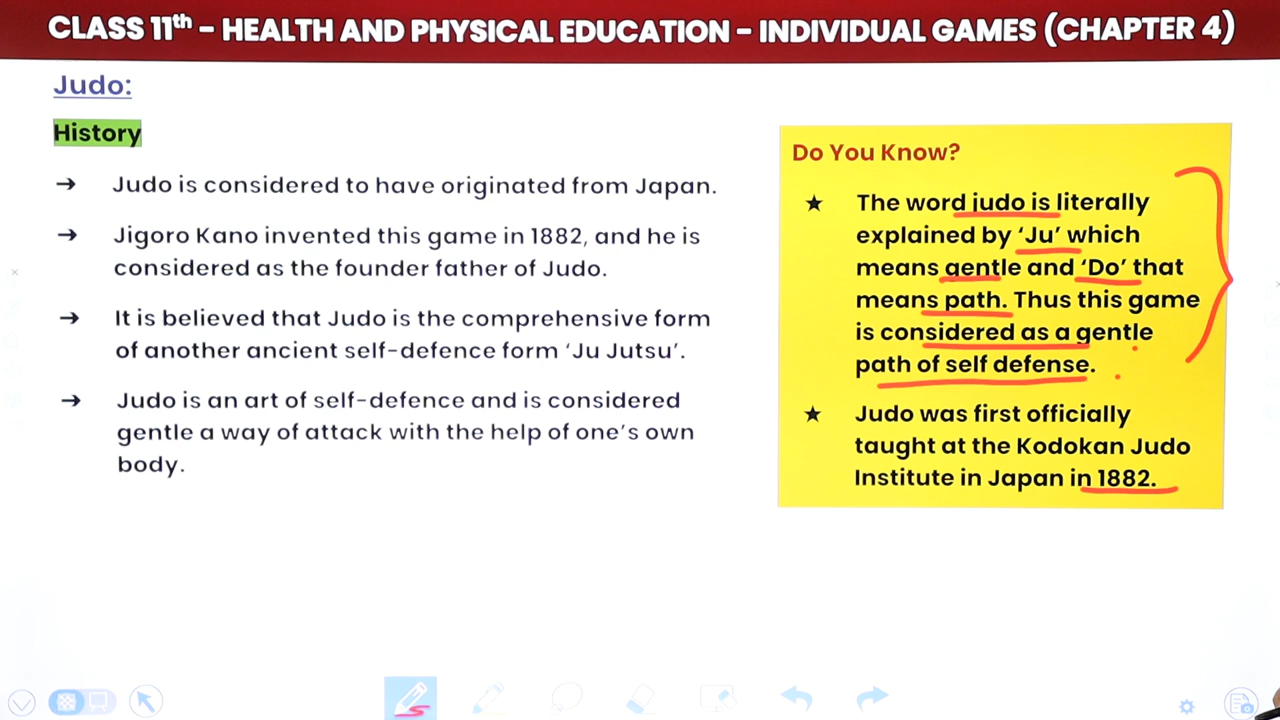 CLASS 11th – HEALTH AND PHYSICAL EDUCATION – INDIVIDUAL GAMES (CHAPTER 4)
Judo:
History
→ Judo is considered to have originated from Japan.
→ Jigoro Kano invented this game in 1882, and he is
considered as the founder father of Judo.
→ It is believed that Judo is the comprehensive form
of another ancient self-defence form ‘Ju Jutsu’.
→ Judo is an art of self-defence and is considered
gentle a way of attack with the help of one’s own
body.
Do You Know?
★ The word judo is literally
explained by ‘Ju’ which
means gentle and ‘Do’ that
means path. Thus this game
is considered as a gentle
path of self defense.
★ Judo was first officially
taught at the Kodokan Judo
Institute in Japan in 1882.